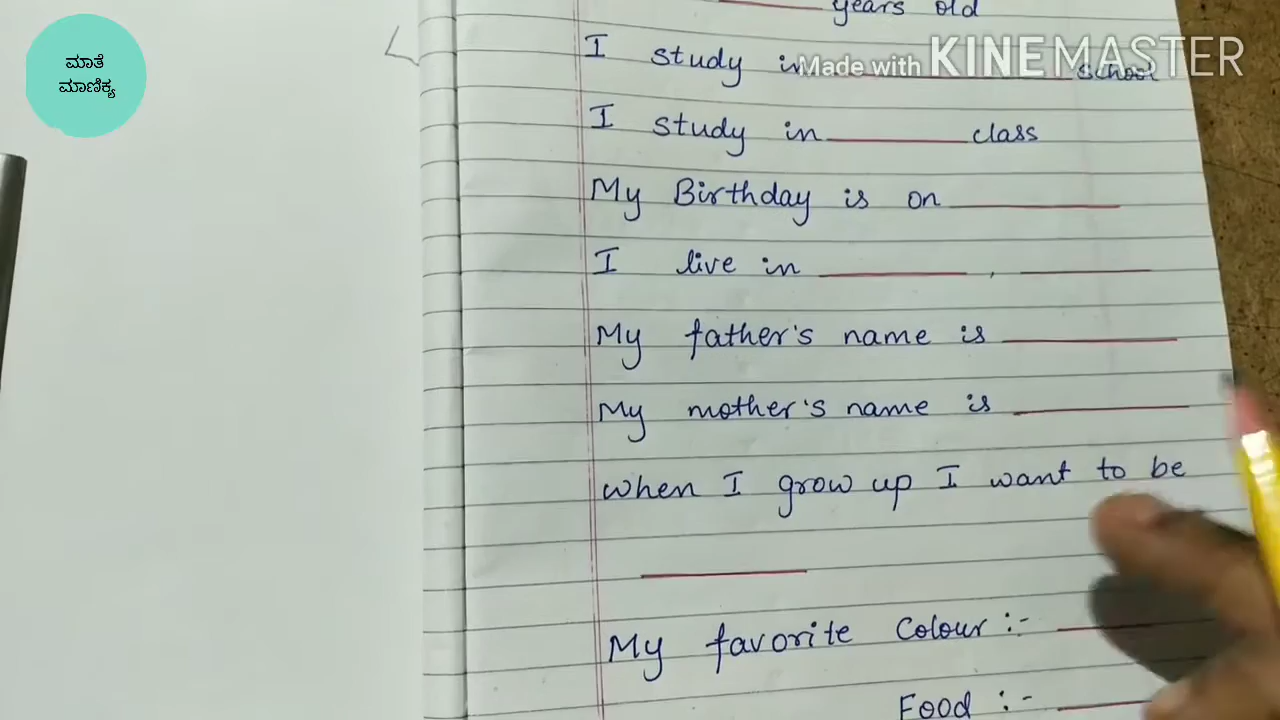 ಮಾತೆ
ಮಾಣಿಕ್ಯ
Made with KINEMASTER
years old
I study in school
I study in class
My Birthday is on
I live in ,
My father's name is
My mother's name is
when I grow up I want to be
My favorite Colour :-
Food :-